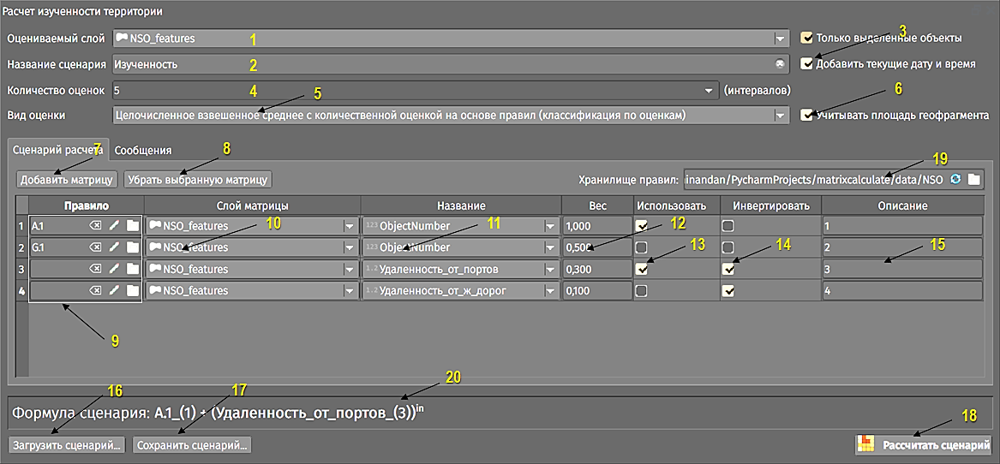 Расчет изученности территории
Оцениваемый слой NSO_features 1 Только выделенные объекты 3
Название сценария Изученность 2 Добавить текущие дату и время
Количество оценок 5 4 (интервалов) 6
Вид оценки Целочисленное взвешенное среднее с количественной оценкой на основе правил (классификация по оценкам) 5 Учитывать площадь геофрагмента
Сценарий расчета 7 Сообщения 8
Добавить матрицу Убрать выбранную матрицу Хранилище правил: inandan/PycharmProjects/matrixcalculate/data/NSO 19
Правило Слой матрицы Название Вес Использовать Инвертировать Описание
1 A.1 NSO_features 10 123 ObjectNumber 11 1,000 12 1
2 G.1 NSO_features 123 ObjectNumber 0,500 13 14 2 15
3 NSO_features 1.2 Удаленность_от_портов 0,300 3
4 NSO_features 1.2 Удаленность_от_ж_дорог 0,100 4
9
16 17 20
Формула сценария: A.1_(1) + (Удаленность_от_портов_(3))in
18
Загрузить сценарий... Сохранить сценарий... Рассчитать сценарий